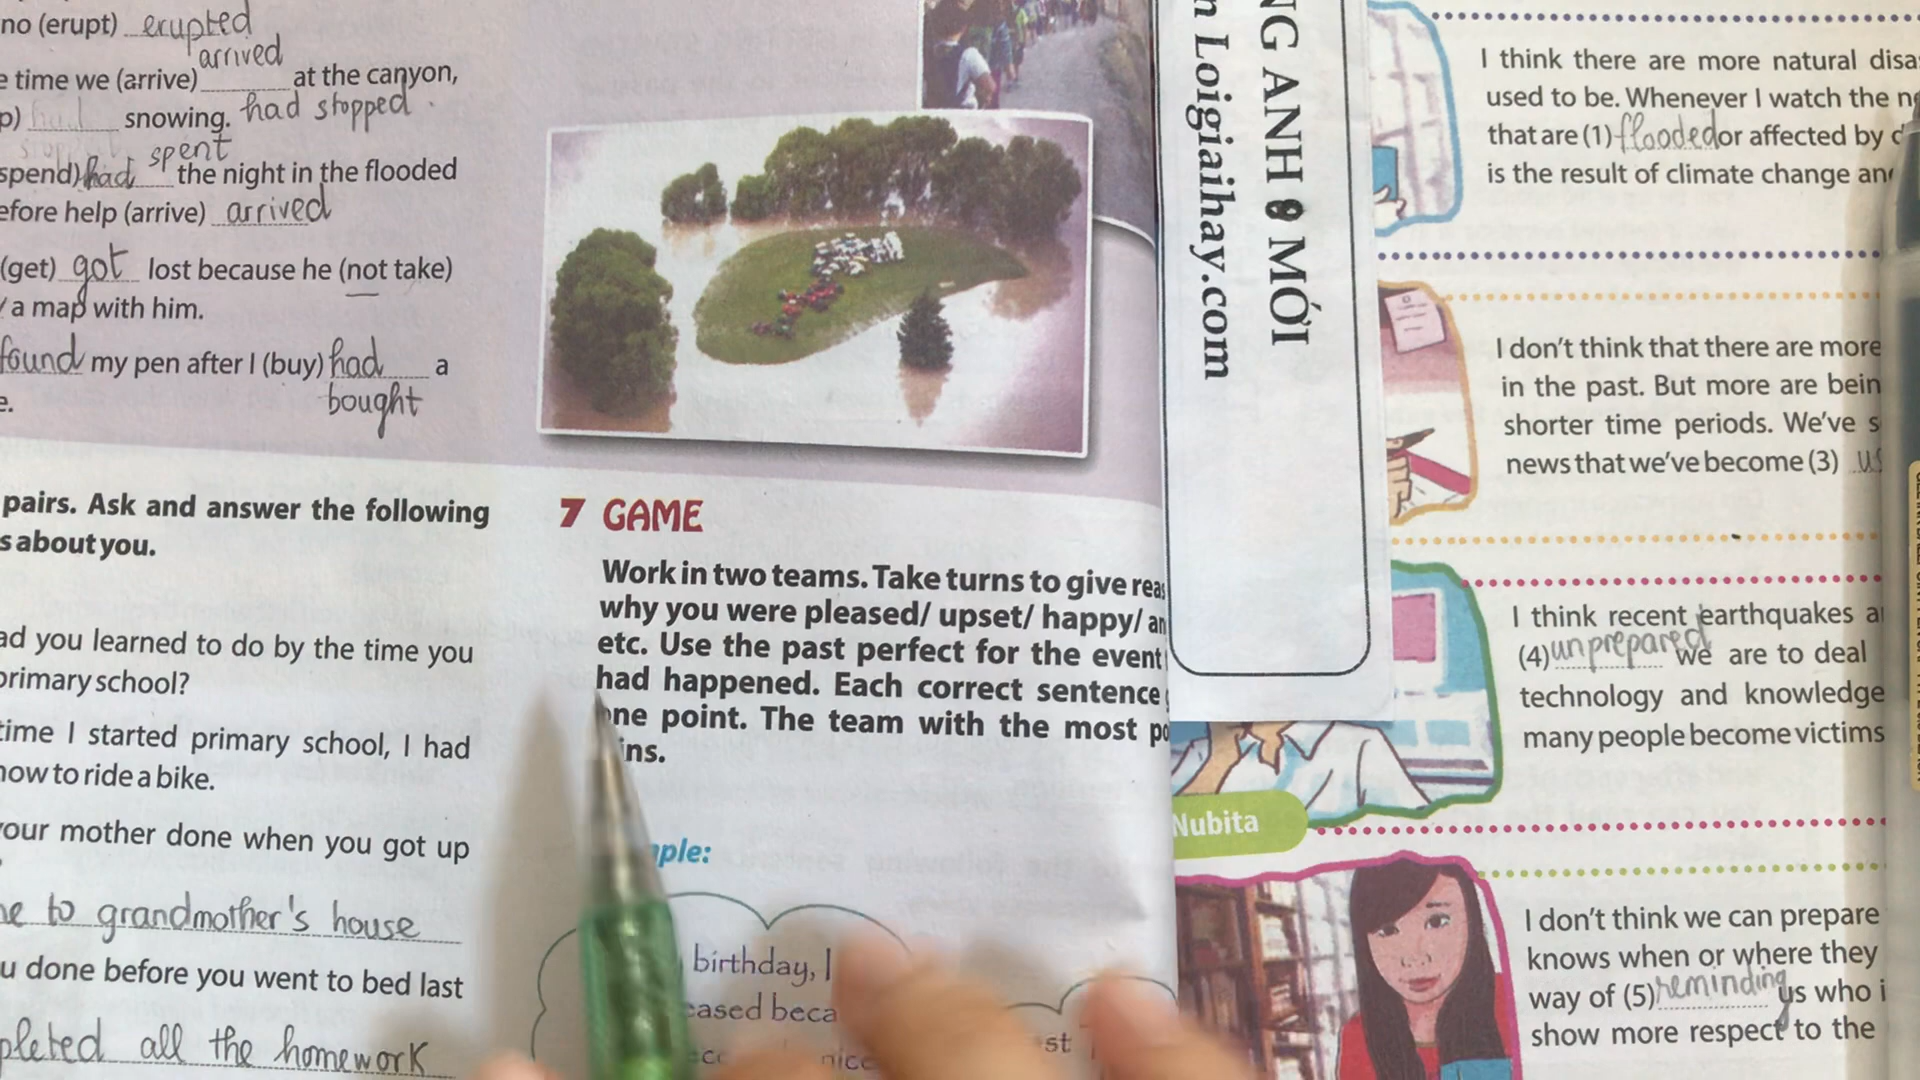 no (erupt) erupted
arrived
time we (arrive) at the canyon,
p) had snowing. had stopped.
spent
spend) had the night in the flooded
efore help (arrive) arrived
(get) got lost because he (not take)
a map with him.
found my pen after I (buy) had a
bought
e.
pairs. Ask and answer the following
s about you.
ad you learned to do by the time you
primary school?
time I started primary school, I had
how to ride a bike.
your mother done when you got up
to grandmother's house
u done before you went to bed last
pleted all the homework
7 GAME
Work in two teams. Take turns to give rea
why you were pleased/ upset/ happy/ an
etc. Use the past perfect for the event
had happened. Each correct sentence
one point. The team with the most po
ins.
ple:
birthday, I
eased beca
nice
st
NG ANH 8 MỚI
n Loigiaihay.com
I think there are more natural disa
used to be. Whenever I watch the ne
that are (1) flooded or affected by d
is the result of climate change and
I don't think that there are more
in the past. But more are bein
shorter time periods. We've s
news that we've become (3) us
I think recent earthquakes a
(4) unprepared we are to deal
technology and knowledge
many people become victims
Nubita
I don't think we can prepare
knows when or where they
way of (5) reminding us who i
show more respect to the